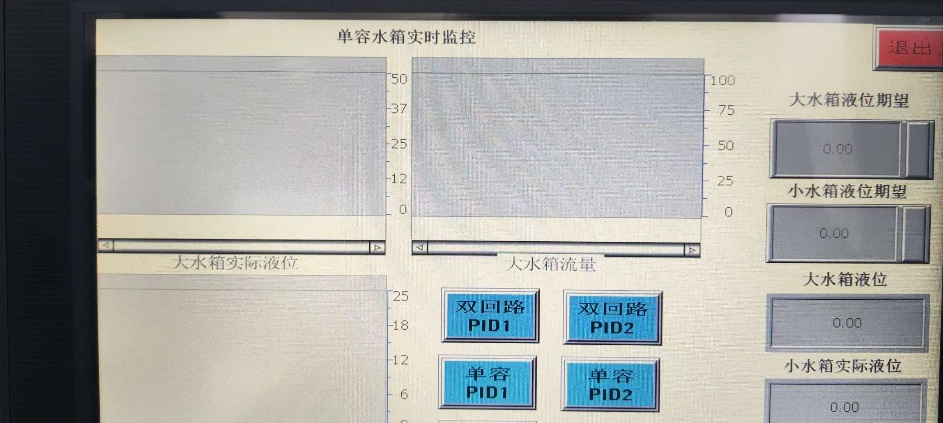 单容水箱实时监控
退出
50
37
25
12
0
大水箱实际液位
100
75
50
25
0
大水箱流量
大水箱液位期望
0.00
小水箱液位期望
0.00
大水箱液位
0.00
小水箱实际液位
0.00
25
18
12
6
双回路
PID1
双回路
PID2
单容
PID1
单容
PID2